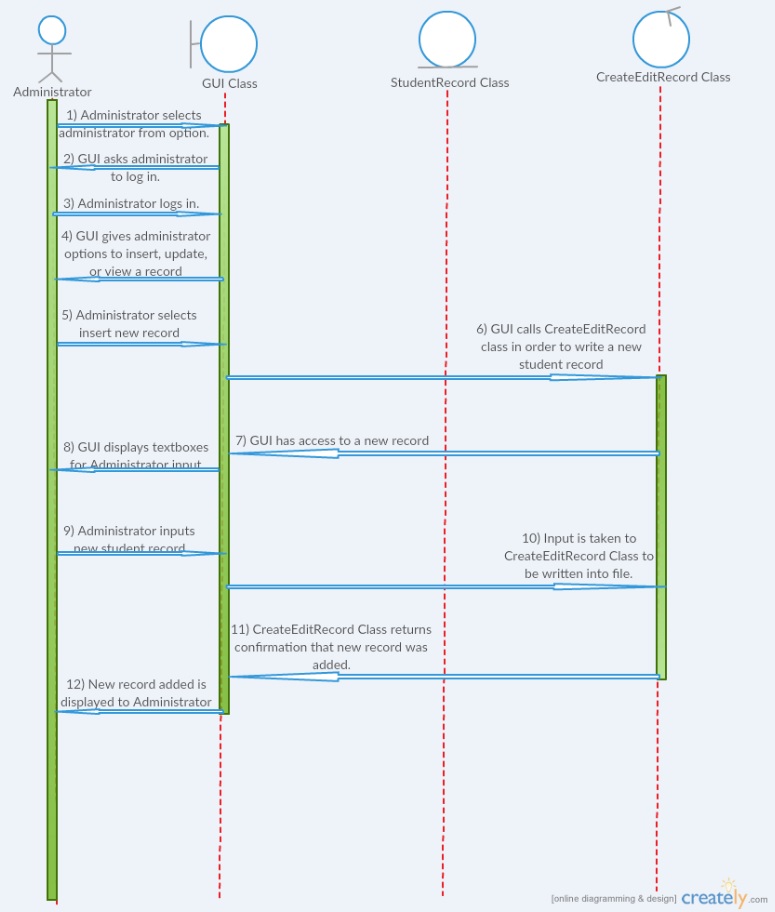 Administrator
GUI Class
StudentRecord Class
CreateEditRecord Class
1) Administrator selects
administrator from option.
2) GUI asks administrator
to log in.
3) Administrator logs in.
4) GUI gives administrator
options to insert, update,
or view a record
5) Administrator selects
insert new record
6) GUI calls CreateEditRecord
class in order to write a new
student record
7) GUI has access to a new record
8) GUI displays textboxes
for Administrator input
9) Administrator inputs
new student record
10) Input is taken to
CreateEditRecord Class to
be written into file.
11) CreateEditRecord Class returns
confirmation that new record was
added.
12) New record added is
displayed to Administrator
[online diagramming & design] creately.com